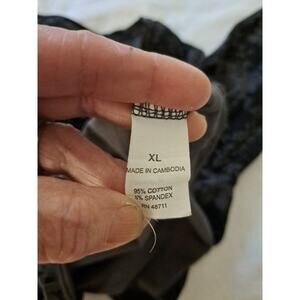 XL
MADE IN CAMBODIA
95% COTTON
5% SPANDEX
RN 48711